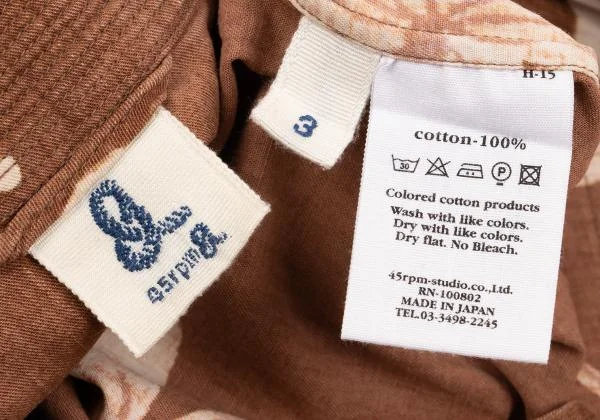 H-15
3
cotton-100%
30
P
Colored cotton products
Wash with like colors.
Dry with like colors.
Dry flat. No Bleach.
45rpm
45rpm-studio.co.,Ltd.
RN-100802
MADE IN JAPAN
TEL.03-3498-2245